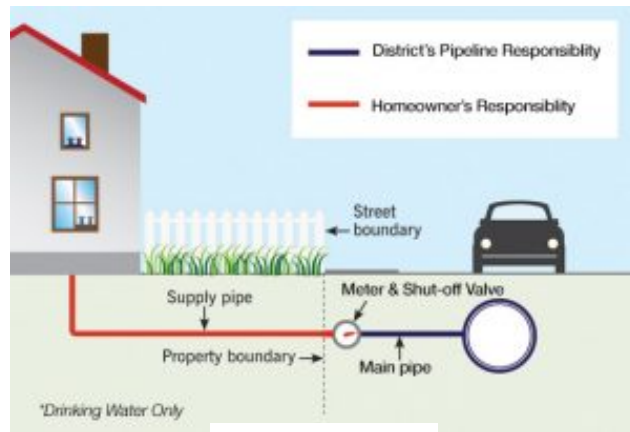 District's Pipeline Responsiblity
Homeowner's Responsiblity
Street
boundary
Supply pipe
Meter & Shut-off Valve
Property boundary
Main pipe
*Drinking Water Only